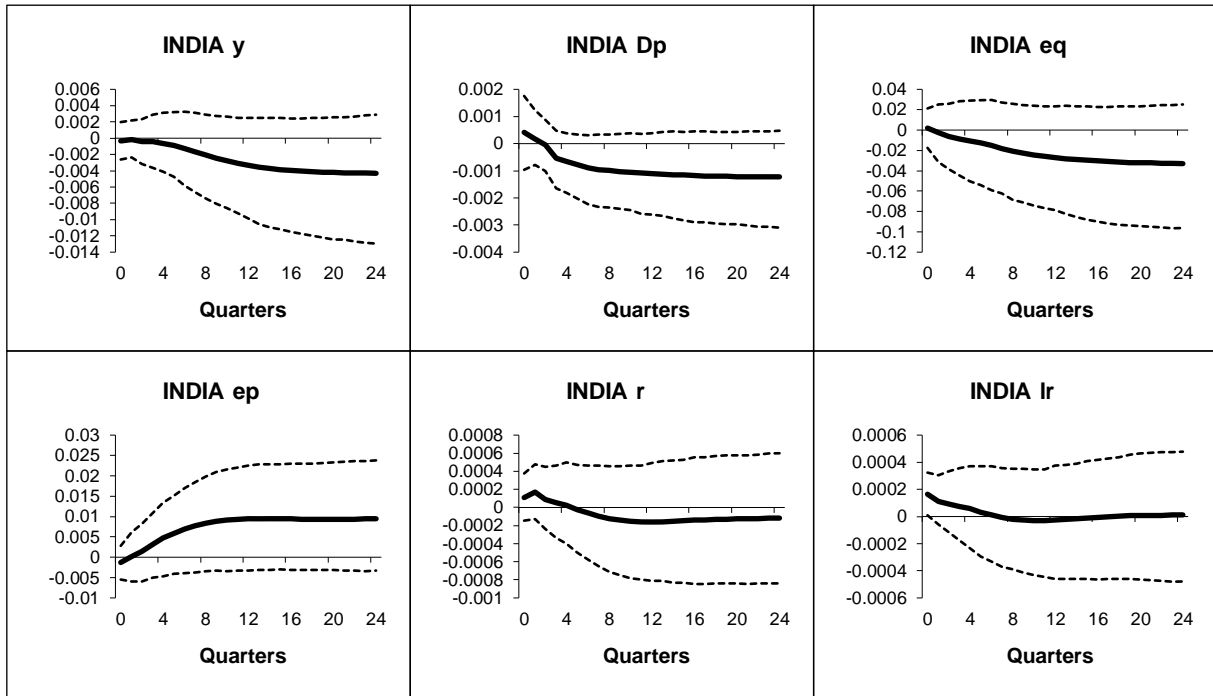 INDIA y
0.006
0.004
0.002
0
-0.002
-0.004
-0.006
-0.008
-0.01
-0.012
-0.014
0 4 8 12 16 20 24
Quarters
INDIA Dp
0.002
0.001
0
-0.001
-0.002
-0.003
-0.004
0 4 8 12 16 20 24
Quarters
INDIA eq
0.04
0.02
0
-0.02
-0.04
-0.06
-0.08
-0.1
-0.12
0 4 8 12 16 20 24
Quarters
INDIA ep
0.03
0.025
0.02
0.015
0.01
0.005
0
-0.005
-0.01
0 4 8 12 16 20 24
Quarters
INDIA r
0.0008
0.0006
0.0004
0.0002
0
-0.0002
-0.0004
-0.0006
-0.0008
-0.001
0 4 8 12 16 20 24
Quarters
INDIA lr
0.0006
0.0004
0.0002
0
-0.0002
-0.0004
-0.0006
0 4 8 12 16 20 24
Quarters